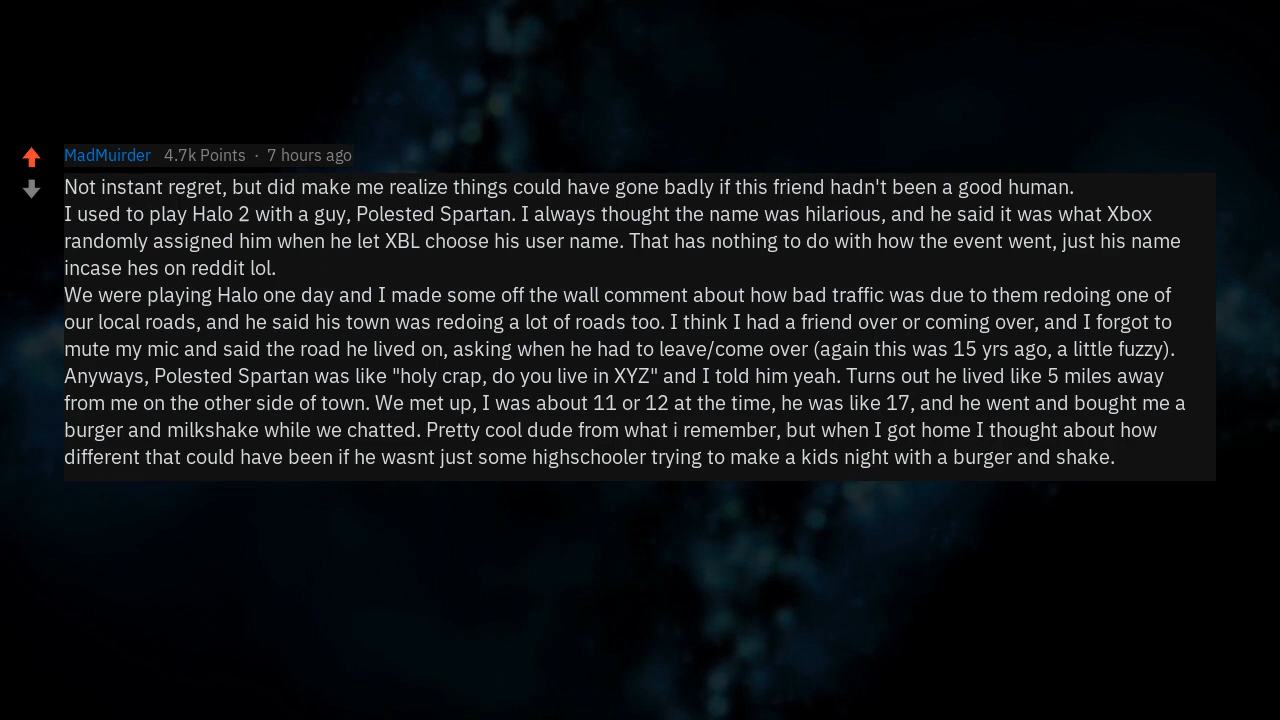 MadMuirder 4.7k Points · 7 hours ago
Not instant regret, but did make me realize things could have gone badly if this friend hadn't been a good human.
I used to play Halo 2 with a guy, Polested Spartan. I always thought the name was hilarious, and he said it was what Xbox
randomly assigned him when he let XBL choose his user name. That has nothing to do with how the event went, just his name
incase hes on reddit lol.
We were playing Halo one day and I made some off the wall comment about how bad traffic was due to them redoing one of
our local roads, and he said his town was redoing a lot of roads too. I think I had a friend over or coming over, and I forgot to
mute my mic and said the road he lived on, asking when he had to leave/come over (again this was 15 yrs ago, a little fuzzy).
Anyways, Polested Spartan was like "holy crap, do you live in XYZ" and I told him yeah. Turns out he lived like 5 miles away
from me on the other side of town. We met up, I was about 11 or 12 at the time, he was like 17, and he went and bought me a
burger and milkshake while we chatted. Pretty cool dude from what i remember, but when I got home I thought about how
different that could have been if he wasnt just some highschooler trying to make a kids night with a burger and shake.